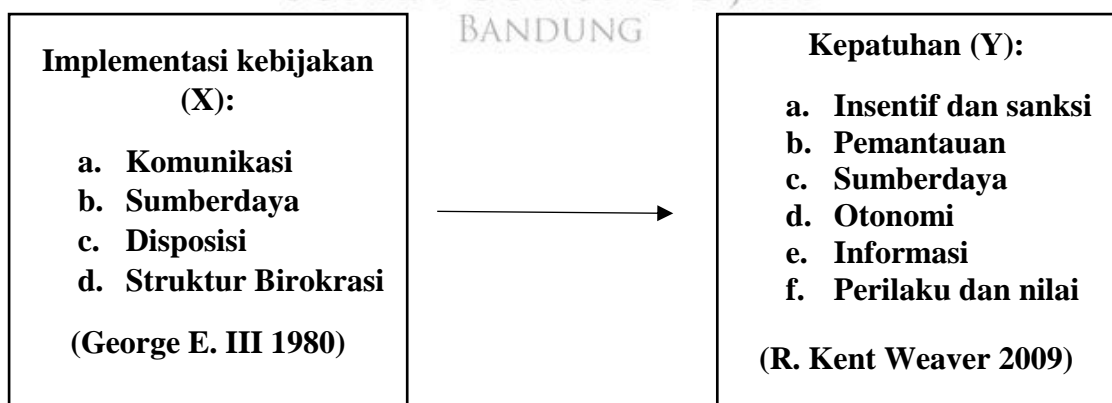 BANDUNG
Implementasi kebijakan
(X):
a. Komunikasi
b. Sumberdaya
c. Disposisi
d. Struktur Birokrasi
(George E. III 1980)
Kepatuhan (Y):
a. Insentif dan sanksi
b. Pemantauan
c. Sumberdaya
d. Otonomi
e. Informasi
f. Perilaku dan nilai
(R. Kent Weaver 2009)